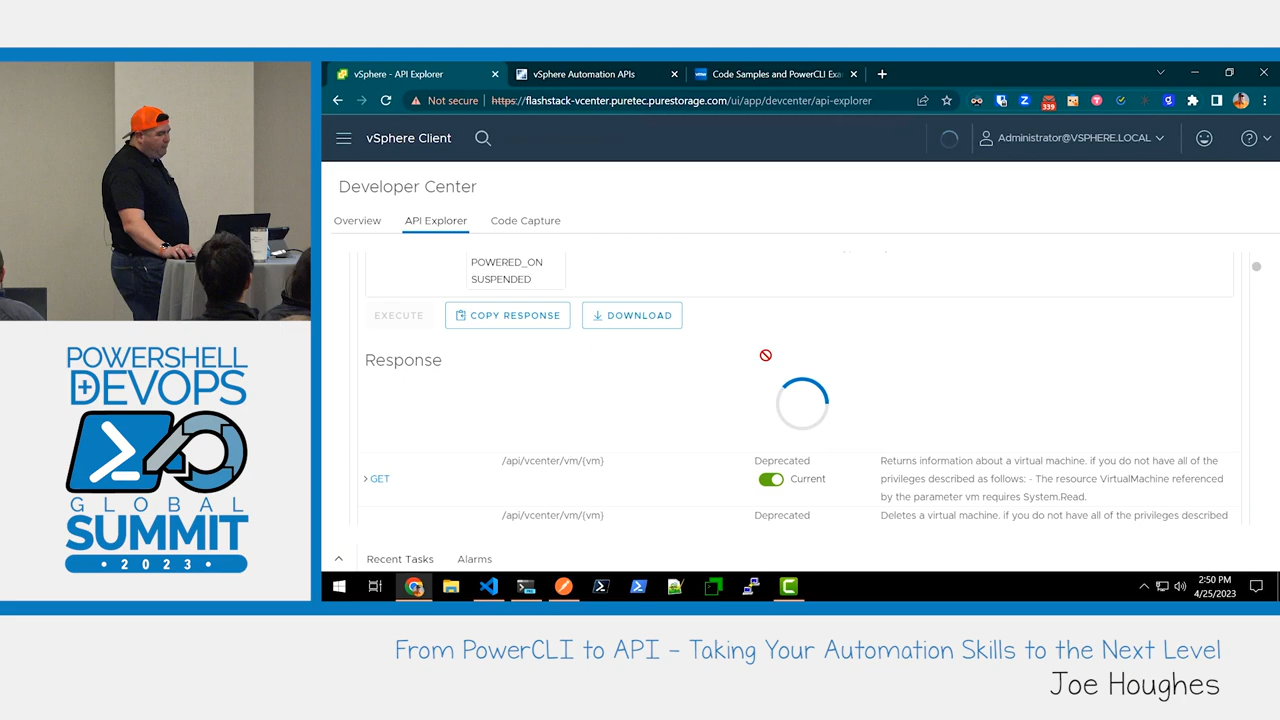 vSphere - API Explorer
vSphere Automation APIs
Code Samples and PowerCLI Exa
Not secure
https://flashstack-vcenter.puretec.purestorage.com/ui/app/devcenter/api-explorer
339
vSphere Client
Administrator@VSPHERE.LOCAL
Developer Center
Overview
API Explorer
Code Capture
POWERED_ON
SUSPENDED
EXECUTE
COPY RESPONSE
DOWNLOAD
Response
GET
/api/vcenter/vm/{vm}
Deprecated
Current
Returns information about a virtual machine. if you do not have all of the
privileges described as follows: - The resource VirtualMachine referenced
by the parameter vm requires System.Read.
/api/vcenter/vm/{vm}
Deprecated
Deletes a virtual machine. if you do not have all of the privileges described
Recent Tasks
Alarms
2:50 PM
4/25/2023
POWERSHELL
+DEVOPS
GLOBAL
SUMMIT
• 2023 •
From PowerCLI to API – Taking Your Automation Skills to the Next Level
Joe Houghes